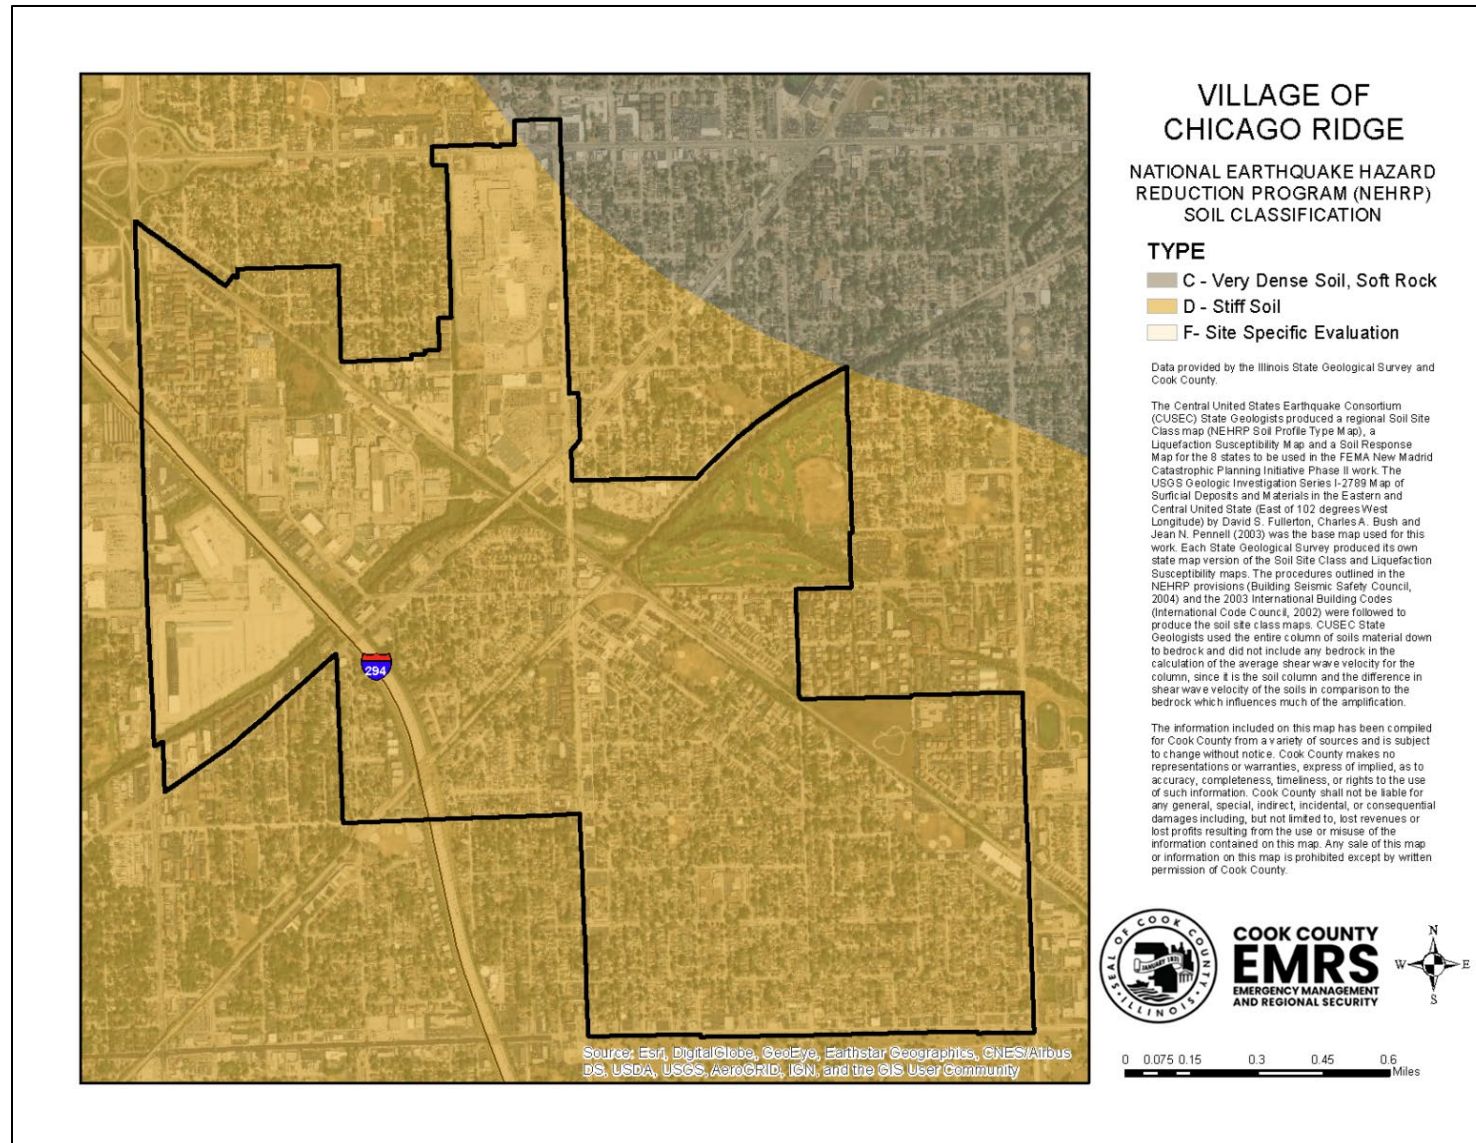 VILLAGE OF
CHICAGO RIDGE
NATIONAL EARTHQUAKE HAZARD
REDUCTION PROGRAM (NEHRP)
SOIL CLASSIFICATION
TYPE
C - Very Dense Soil, Soft Rock
D - Stiff Soil
F- Site Specific Evaluation
Data provided by the Illinois State Geological Survey and
Cook County.
The Central United States Earthquake Consortium
(CUSEC) State Geologists produced a regional Soil Site
Class map (NEHRP Soil Profile Type Map), a
Liquefaction Susceptibility Map and a Soil Response
Map for the 8 states to be used in the FEMA New Madrid
Catastrophic Planning Initiative Phase II work. The
USGS Geologic Investigation Series I-2789 Map of
Surficial Deposits and Materials in the Eastern and
Central United State (East of 102 degrees West
Longitude) by David S. Fullerton, Charles A. Bush and
Jean N. Pennell (2003) was the base map used for this
work. Each State Geological Survey produced its own
state map version of the Soil Site Class and Liquefaction
Susceptibility maps. The procedures outlined in the
NEHRP provisions (Building Seismic Safety Council,
2004) and the 2003 International Building Codes
(International Code Council, 2002) were followed to
produce the soil site class maps. CUSEC State
Geologists used the entire column of soils material down
to bedrock and did not include any bedrock in the
calculation of the average shear wave velocity for the
column, since it is the soil column and the difference in
shear wave velocity of the soils in comparison to the
bedrock which influences much of the amplification.
The information included on this map has been compiled
for Cook County from a variety of sources and is subject
to change without notice. Cook County makes no
representations or warranties, express of implied, as to
accuracy, completeness, timeliness, or rights to the use
of such information. Cook County shall not be liable for
any general, special, indirect, incidental, or consequential
damages including, but not limited to, lost revenues or
lost profits resulting from the use or misuse of the
information contained on this map. Any sale of this map
or information on this map is prohibited except by written
permission of Cook County.
294
SEAL OF COOK COUNTY
JANUARY 1831
ILLINOIS
COOK COUNTY
EMRS
EMERGENCY MANAGEMENT
AND REGIONAL SECURITY
N
W E
S
Source: Esri, DigitalGlobe, GeoEye, Earthstar Geographics, CNES/Airbus
DS, USDA, USGS, AeroGRID, IGN, and the GIS User Community
0 0.075 0.15 0.3 0.45 0.6
Miles